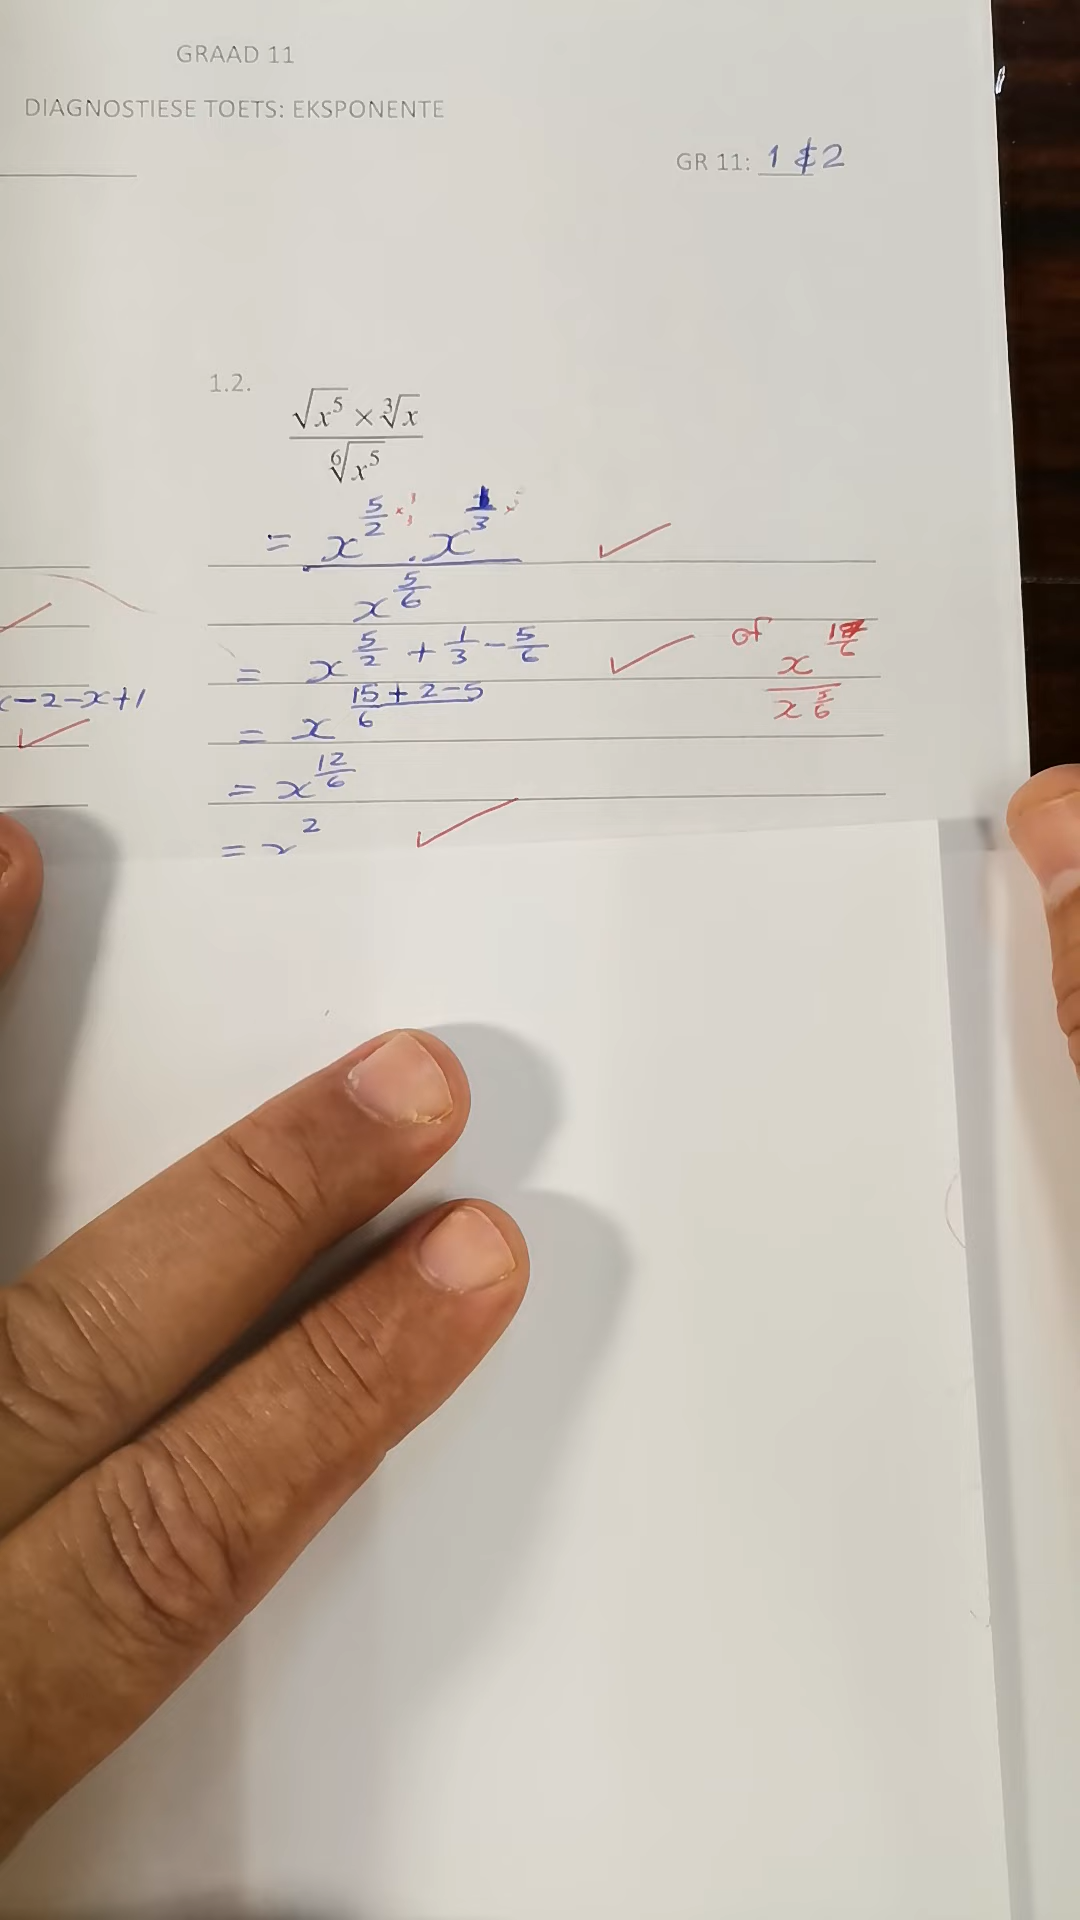 GRAAD 11
DIAGNOSTIESE TOETS: EKSPONENTE
GR 11: 1 & 2
1.2.
√x⁵ × ³√x
⁶√x⁵
= x^(5/2) . x^(1/3)
x^(5/6)
= x^(5/2 + 1/3 − 5/6)
of
x^(5/6)
x−2−x+1
= x^((15 + 2 − 5)/6)
= x^(12/6)
= x²